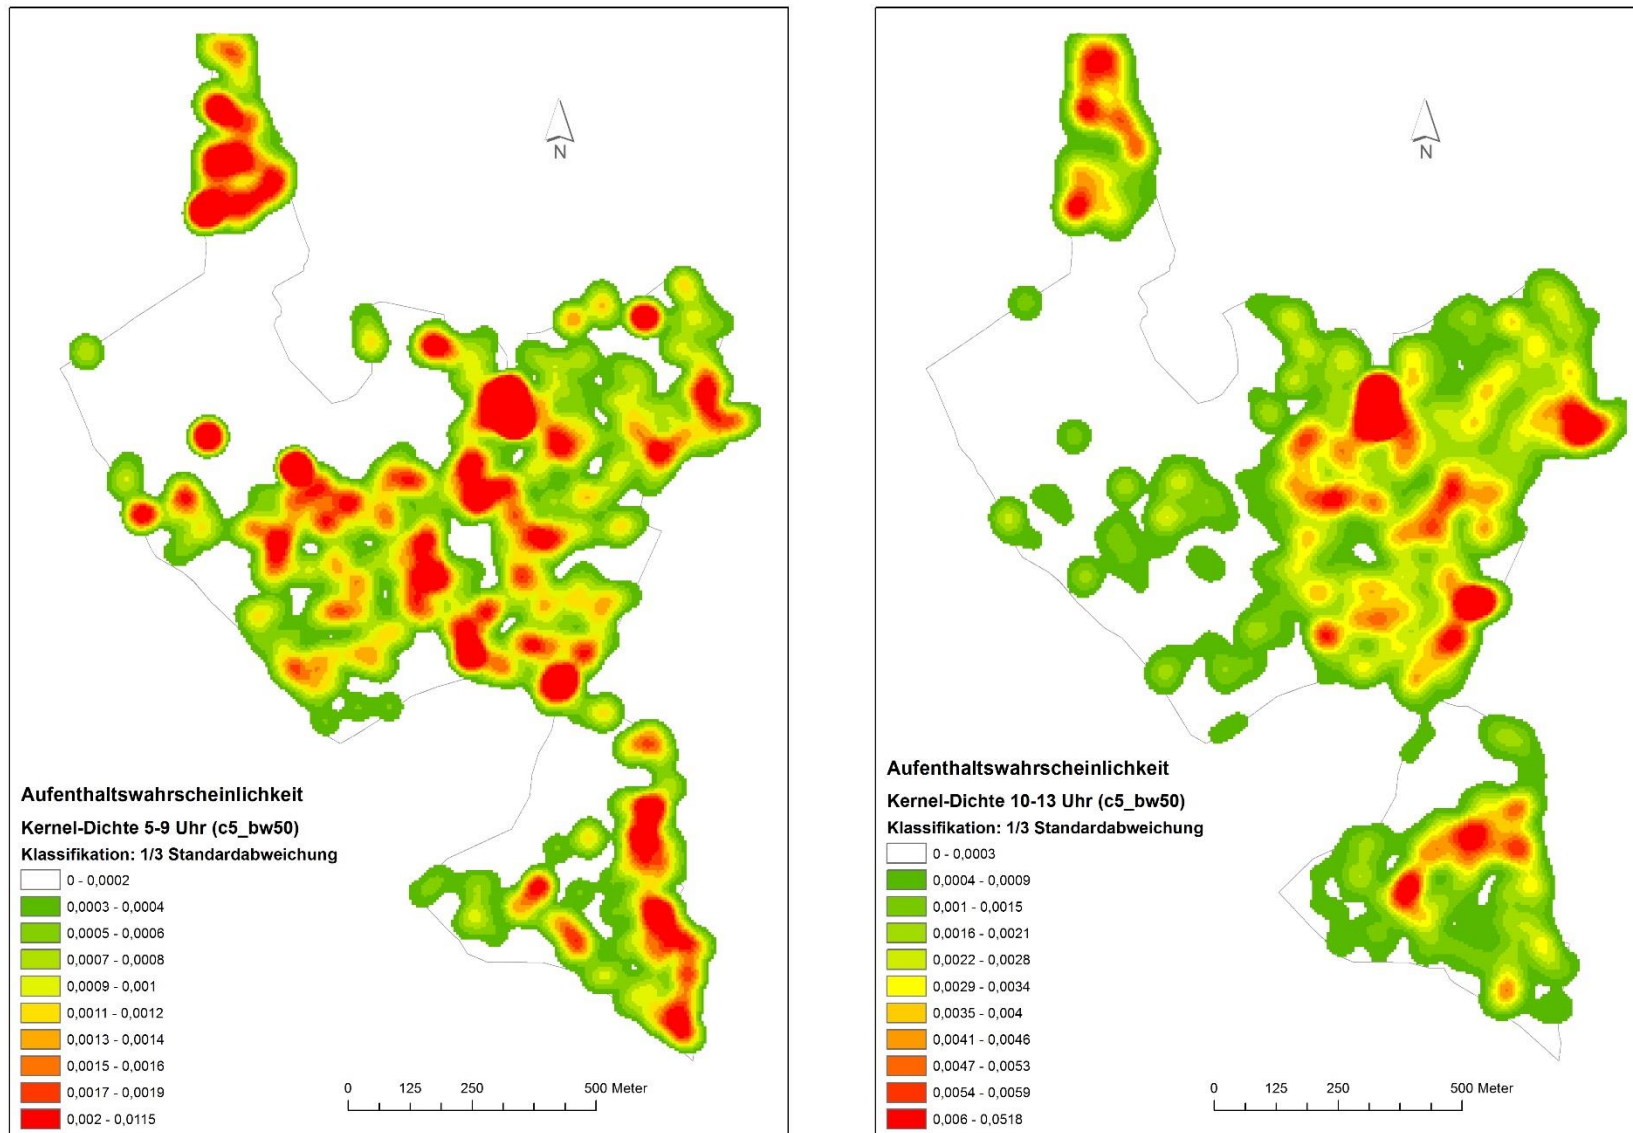 N
Aufenthaltswahrscheinlichkeit
Kernel-Dichte 5-9 Uhr (c5_bw50)
Klassifikation: 1/3 Standardabweichung
0 - 0,0002
0,0003 - 0,0004
0,0005 - 0,0006
0,0007 - 0,0008
0,0009 - 0,001
0,0011 - 0,0012
0,0013 - 0,0014
0,0015 - 0,0016
0,0017 - 0,0019
0,002 - 0,0115
0 125 250 500 Meter
N
Aufenthaltswahrscheinlichkeit
Kernel-Dichte 10-13 Uhr (c5_bw50)
Klassifikation: 1/3 Standardabweichung
0 - 0,0003
0,0004 - 0,0009
0,001 - 0,0015
0,0016 - 0,0021
0,0022 - 0,0028
0,0029 - 0,0034
0,0035 - 0,004
0,0041 - 0,0046
0,0047 - 0,0053
0,0054 - 0,0059
0,006 - 0,0518
0 125 250 500 Meter